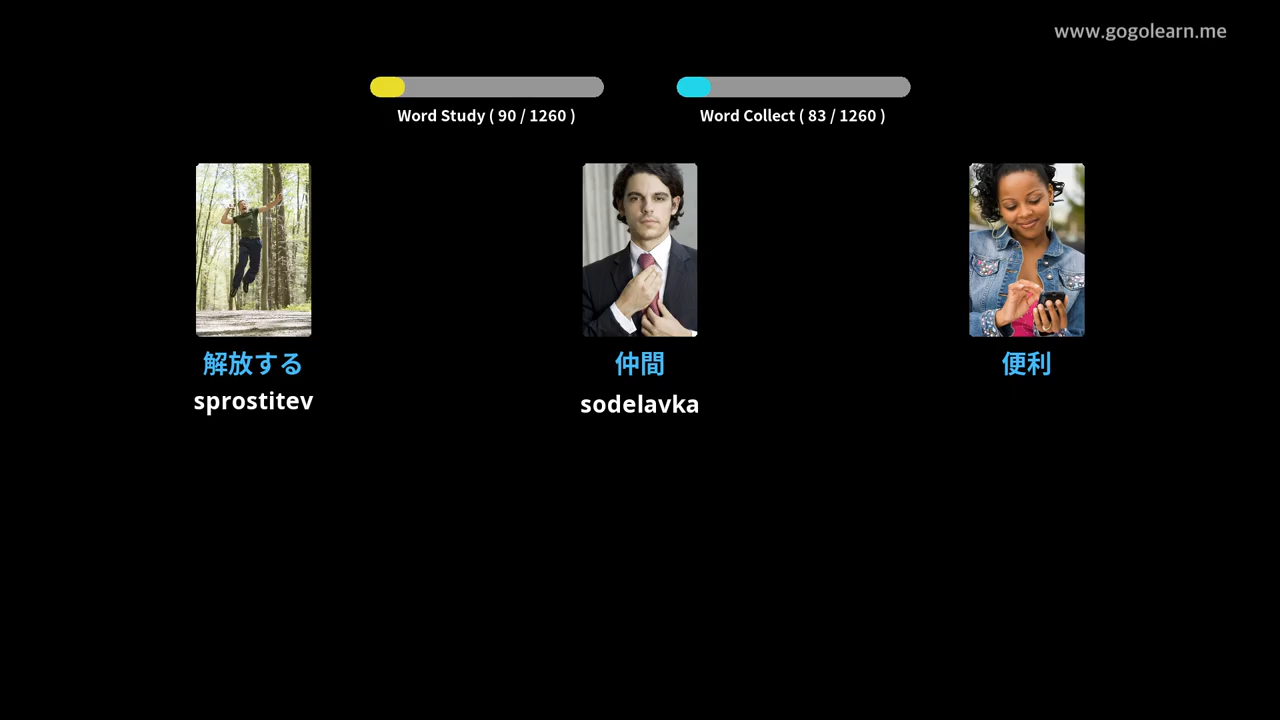 www.gogolearn.me
Word Study ( 90 / 1260 )
Word Collect ( 83 / 1260 )
解放する
仲間
便利
sprostitev
sodelavka